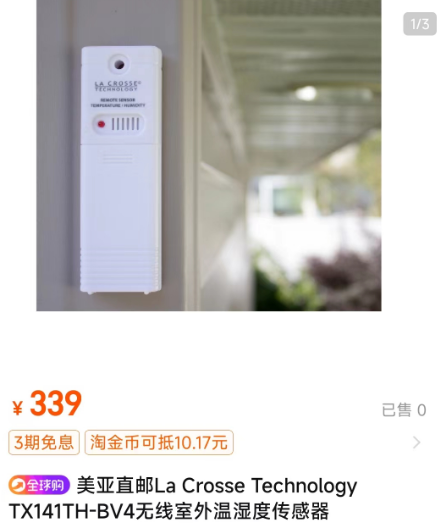 1/3
LA CROSSE
TECHNOLOGY
REMOTE SENSOR
TEMPERATURE / HUMIDITY
¥339
已售 0
3期免息 淘金币可抵10.17元
全球购 美亚直邮La Crosse Technology
TX141TH-BV4无线室外温湿度传感器